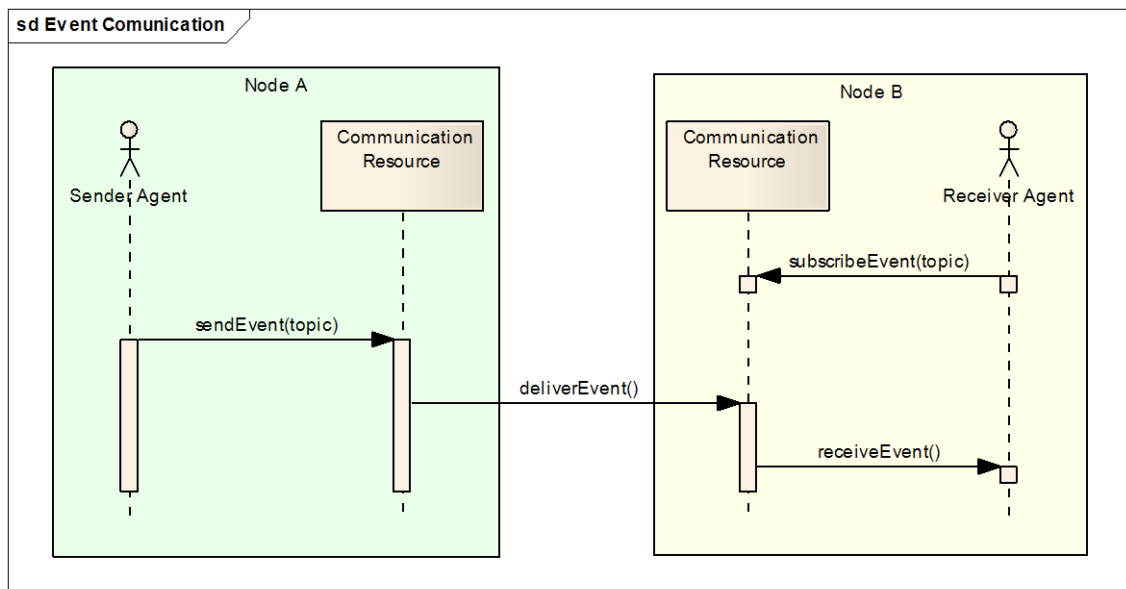 sd Event Comunication
Node A
Node B
Communication
Resource
Communication
Resource
Sender Agent
Receiver Agent
subscribeEvent(topic)
sendEvent(topic)
deliverEvent()
receiveEvent()